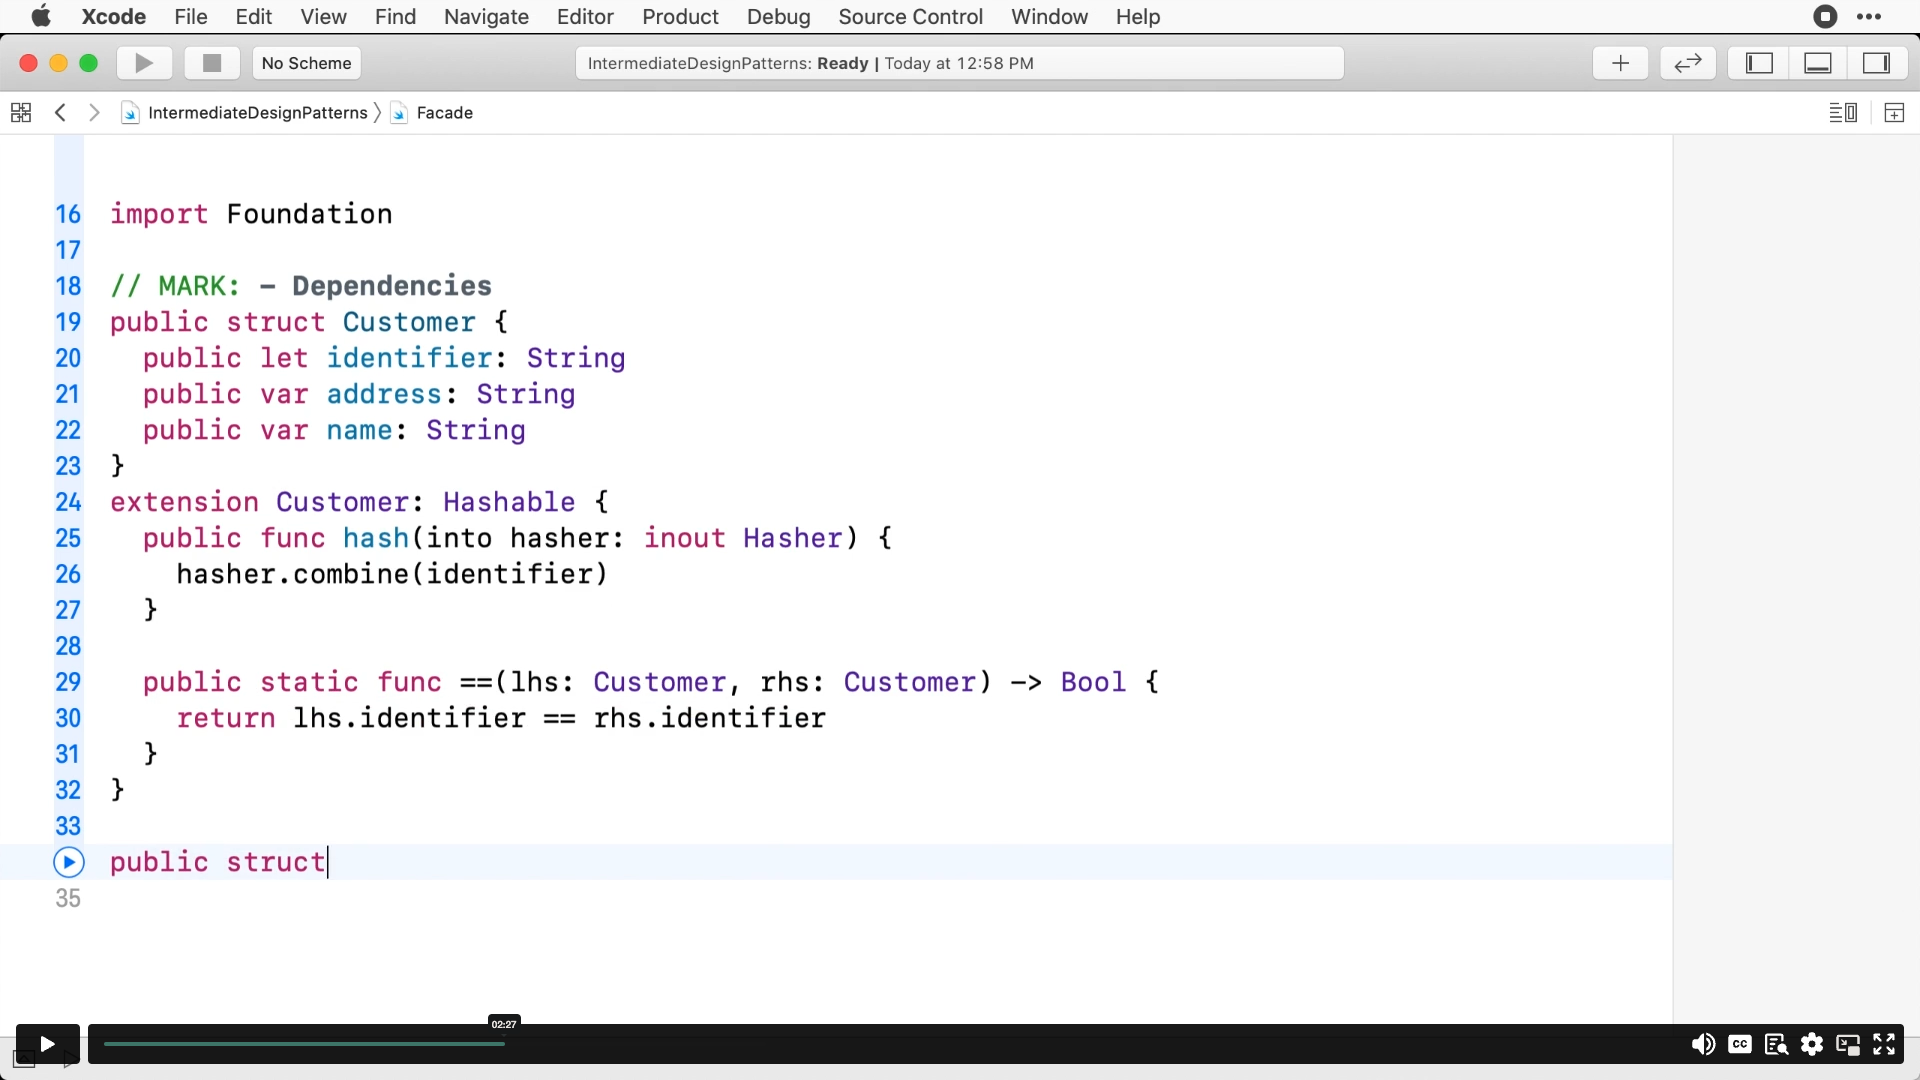 Xcode File Edit View Find Navigate Editor Product Debug Source Control Window Help
No Scheme
IntermediateDesignPatterns: Ready | Today at 12:58 PM
IntermediateDesignPatterns 〉 Facade
16 import Foundation
17
18 // MARK: - Dependencies
19 public struct Customer {
20 public let identifier: String
21 public var address: String
22 public var name: String
23 }
24 extension Customer: Hashable {
25 public func hash(into hasher: inout Hasher) {
26 hasher.combine(identifier)
27 }
28
29 public static func ==(lhs: Customer, rhs: Customer) -> Bool {
30 return lhs.identifier == rhs.identifier
31 }
32 }
33
public struct
35
02:27
CC